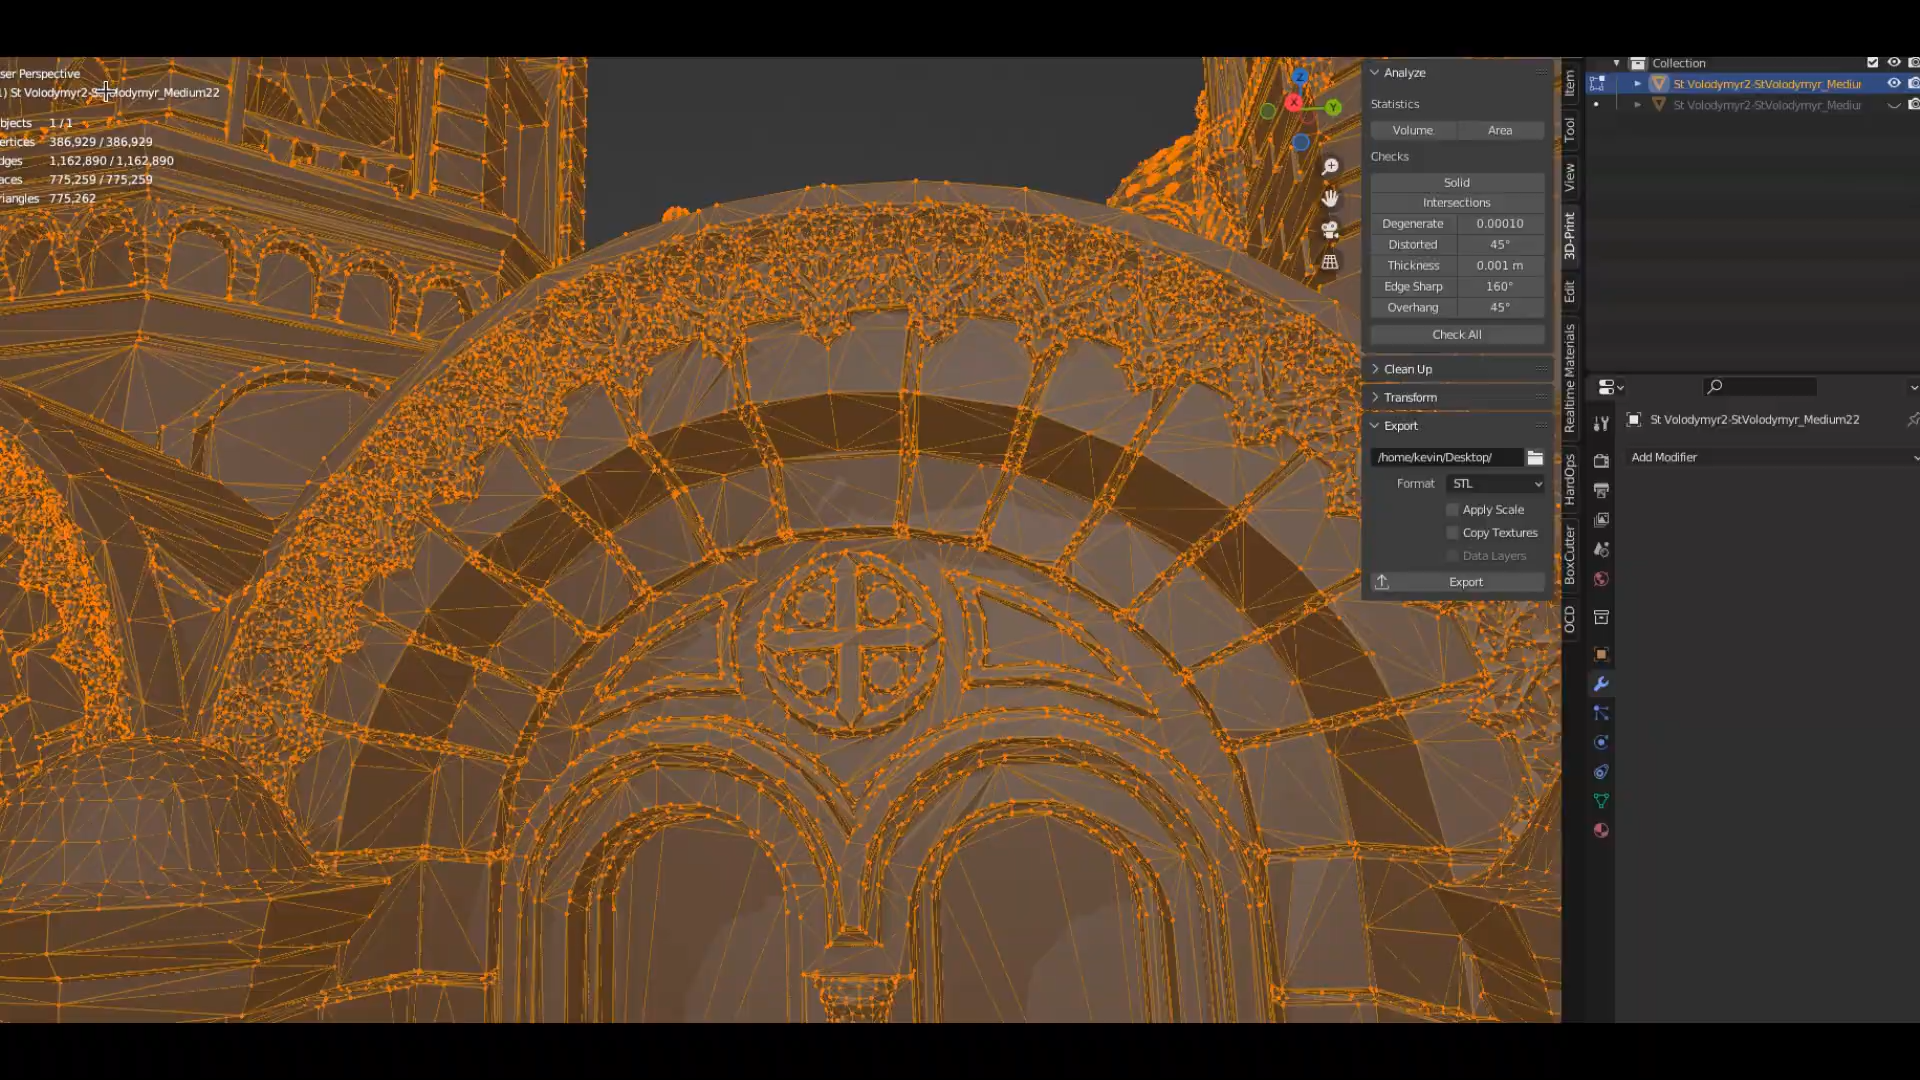 ser Perspective
1) St Volodymyr2-StVolodymyr_Medium22
bjects 1 / 1
ertices 386,929 / 386,929
dges 1,162,890 / 1,162,890
aces 775,259 / 775,259
riangles 775,262
Z
X
Y
Analyze
Statistics
Volume Area
Checks
Solid
Intersections
Degenerate 0.00010
Distorted 45°
Thickness 0.001 m
Edge Sharp 160°
Overhang 45°
Check All
Clean Up
Transform
Export
/home/kevin/Desktop/
Format STL
Apply Scale
Copy Textures
Data Layers
Export
Item
Tool
View
3D-Print
Edit
Realtime Materials
HardOps
BoxCutter
OCD
Collection
St Volodymyr2-StVolodymyr_Mediur
St Volodymyr2-StVolodymyr_Mediur
St Volodymyr2-StVolodymyr_Medium22
Add Modifier